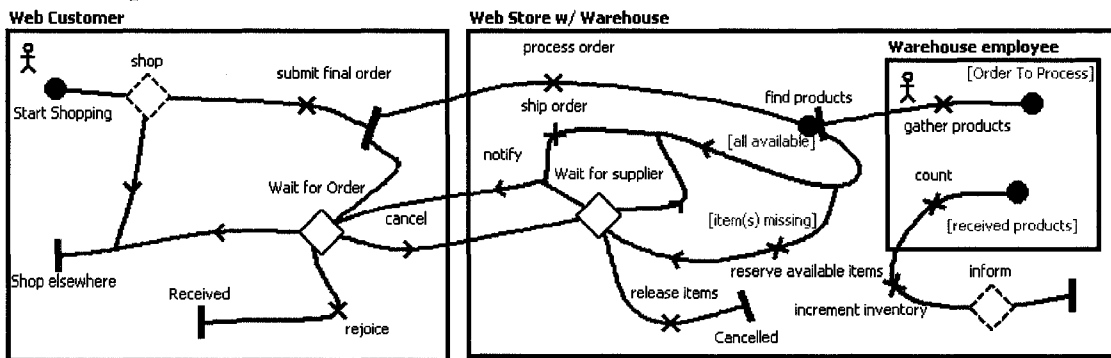 Web Customer
Web Store w/ Warehouse
shop
submit final order
Start Shopping
Wait for Order
cancel
Shop elsewhere
Received
rejoice
process order
ship order
find products
[all available]
notify
Wait for supplier
[item(s) missing]
reserve available items
release items
Cancelled
Warehouse employee
[Order To Process]
gather products
count
[received products]
inform
increment inventory